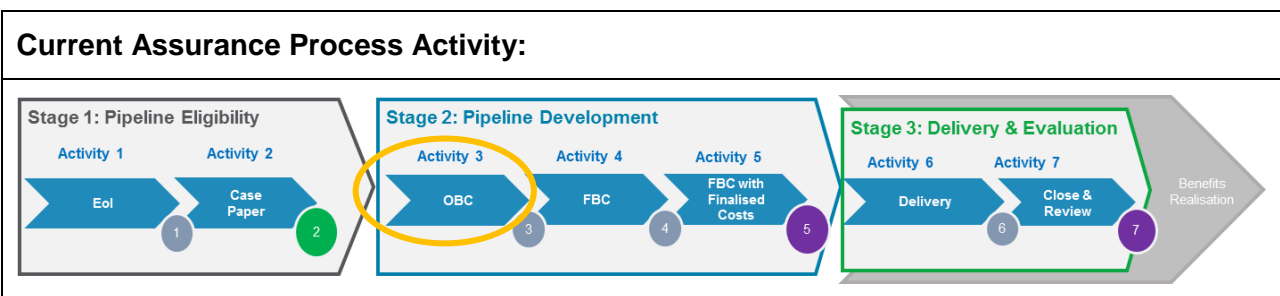 Current Assurance Process Activity:
Stage 1: Pipeline Eligibility
Activity 1
Activity 2
EoI
Case
Paper
1
2
Stage 2: Pipeline Development
Activity 3
Activity 4
Activity 5
OBC
FBC
FBC with
Finalised
Costs
3
4
5
Stage 3: Delivery & Evaluation
Activity 6
Activity 7
Delivery
Close &
Review
6
7
Benefits
Realisation